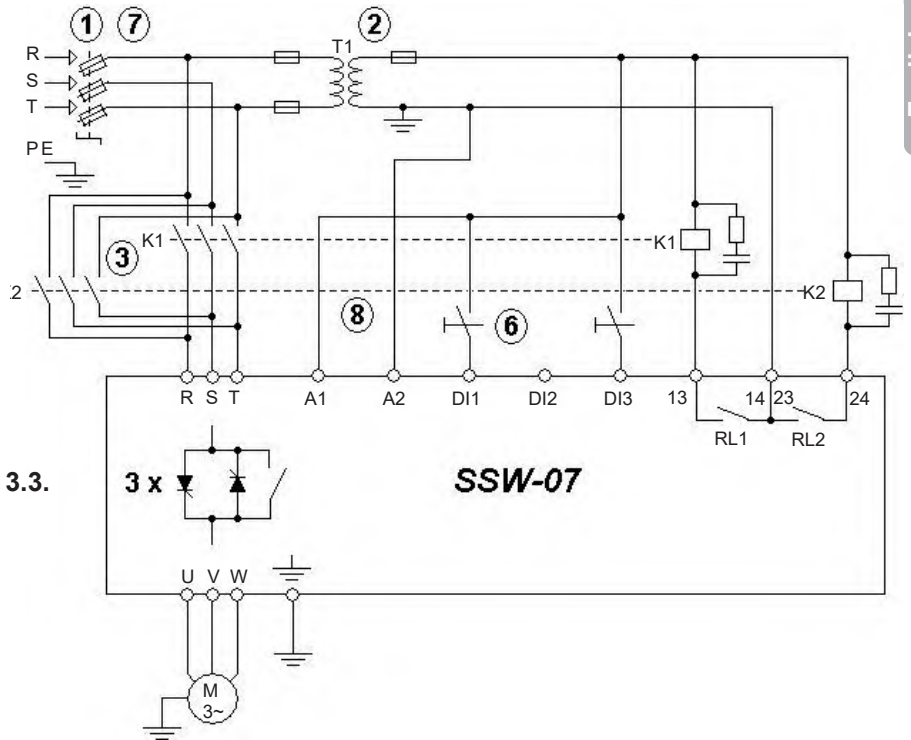 1 7 2
T1
R
S
T
PE
3 K1 K1
.2 K2
8 6
R S T A1 A2 DI1 DI2 DI3 13 14 23 24
RL1 RL2
3.3. 3 x SSW-07
U V W
M
3~